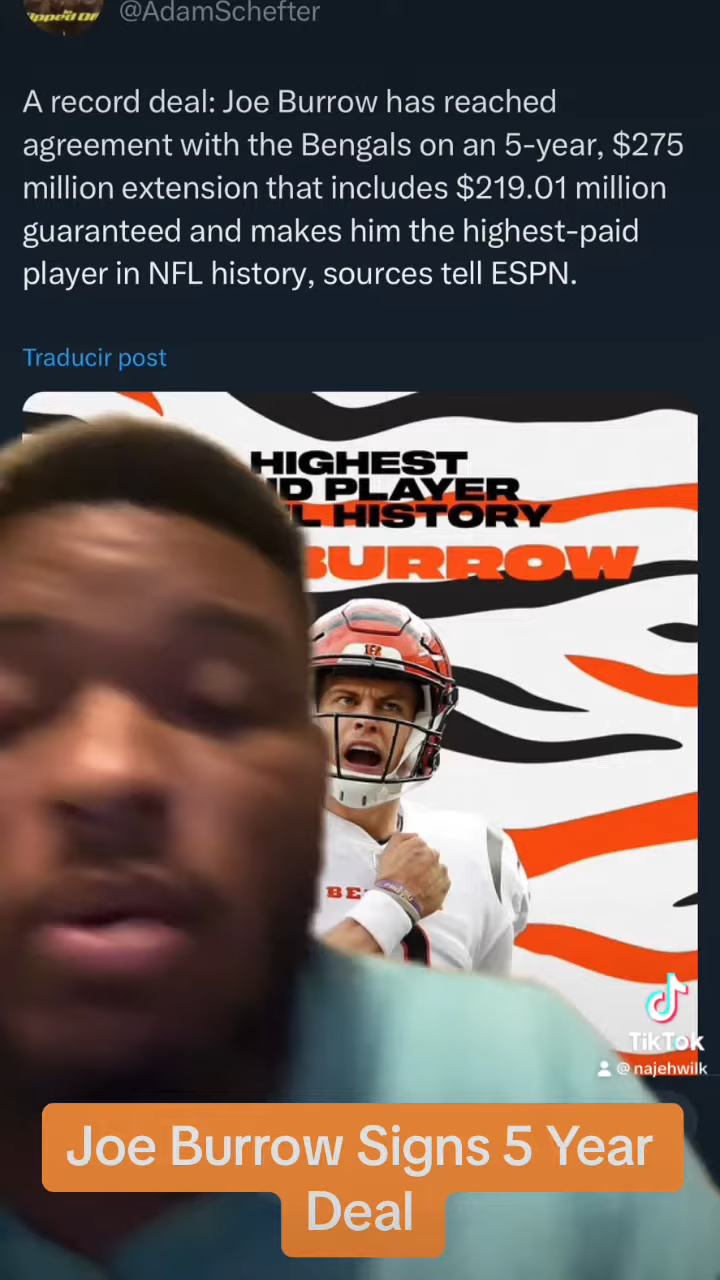 @AdamSchefter
A record deal: Joe Burrow has reached
agreement with the Bengals on an 5-year, $275
million extension that includes $219.01 million
guaranteed and makes him the highest-paid
player in NFL history, sources tell ESPN.
Traducir post
HIGHEST
D PLAYER
L HISTORY
BURROW
BE
TikTok
@najehwilk
Joe Burrow Signs 5 Year
Deal